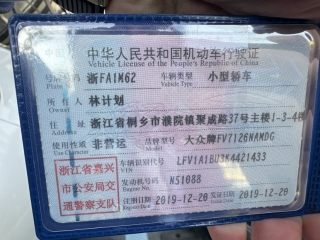 中华人民共和国机动车行驶证
Vehicle License of the People's Republic of China
号牌号码 浙FA1M62 车辆类型 小型轿车
Plate Vehicle Type
所有人 林计划
Owner
住址 浙江省桐乡市濮院镇聚成路37号主楼1-3-4
Address
使用性质 非营运 品牌型号 大众牌FV7126NAMDG
Use Character
浙江省嘉兴
市公安局交
通警察支队
车辆识别代号 LFV1A1BU3K4421433
VIN
发动机号码 N51088
Engine No.
注册日期 2019-12-20 发证日期 2019-12-20
Register Date Issue Date